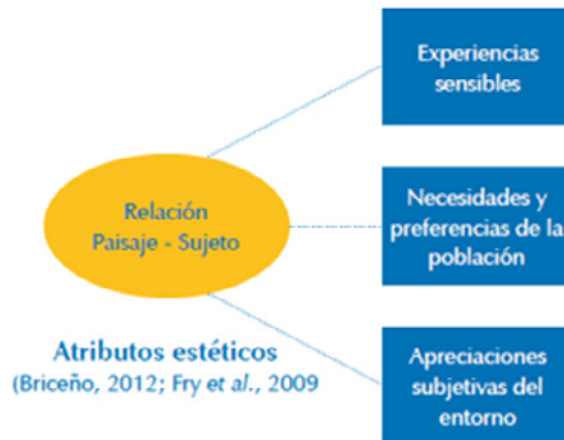 Experiencias
sensibles
Relación
Paisaje - Sujeto
Necesidades y
preferencias de la
población
Atributos estéticos
(Briceño, 2012; Fry et al., 2009
Apreciaciones
subjetivas del
entorno